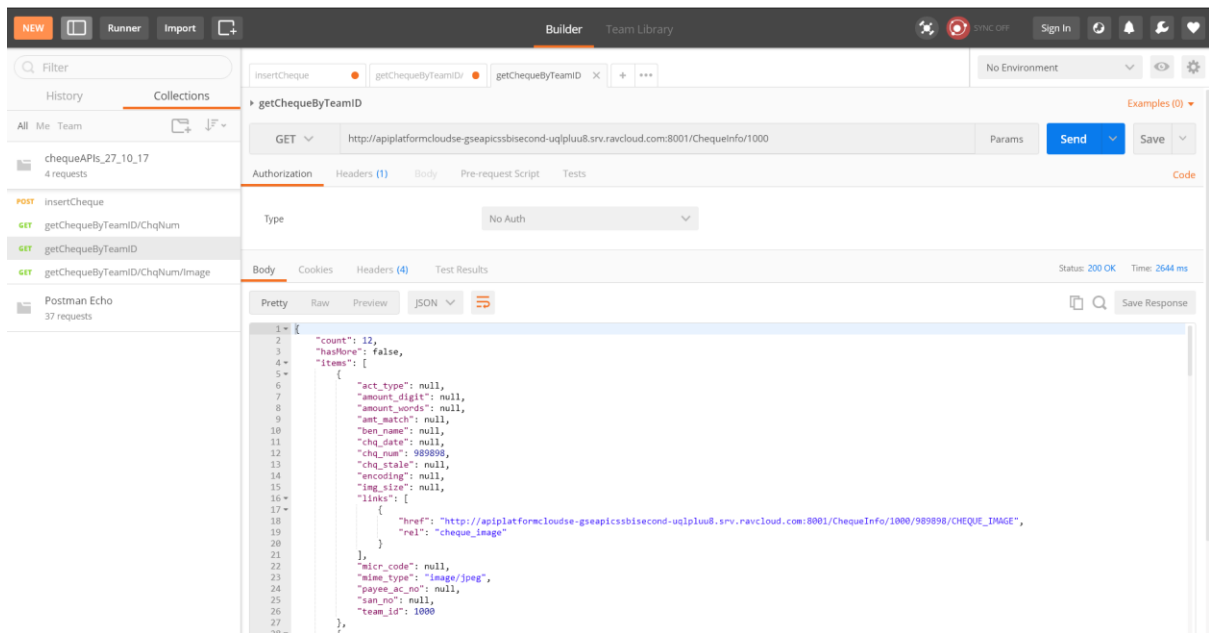 NEW Runner Import Builder Team Library SYNC OFF Sign In
Filter
History Collections
All Me Team
chequeAPIs_27_10_17
4 requests
POST insertCheque
GET getChequeByTeamID/ChqNum
GET getChequeByTeamID
GET getChequeByTeamID/ChqNum/Image
Postman Echo
37 requests
insertCheque getChequeByTeamID/ getChequeByTeamID No Environment
getChequeByTeamID Examples (0)
GET http://apiplatformcloudse-gseapicssbisecond-uqlpluu8.srv.ravcloud.com:8001/ChequeInfo/1000 Params Send Save
Authorization Headers (1) Body Pre-request Script Tests Code
Type No Auth
Body Cookies Headers (4) Test Results Status: 200 OK Time: 2644 ms
Pretty Raw Preview JSON Save Response
1 {
2 "count": 12,
3 "hasMore": false,
4 "items": [
5 {
6 "act_type": null,
7 "amount_digit": null,
8 "amount_words": null,
9 "amt_match": null,
10 "ben_name": null,
11 "chq_date": null,
12 "chq_num": 989898,
13 "chq_stale": null,
14 "encoding": null,
15 "img_size": null,
16 "links": [
17 {
18 "href": "http://apiplatformcloudse-gseapicssbisecond-uqlpluu8.srv.ravcloud.com:8001/ChequeInfo/1000/989898/CHEQUE_IMAGE",
19 "rel": "cheque_image"
20 }
21 ],
22 "micr_code": null,
23 "mime_type": "image/jpeg",
24 "payee_ac_no": null,
25 "san_no": null,
26 "team_id": 1000
27 },